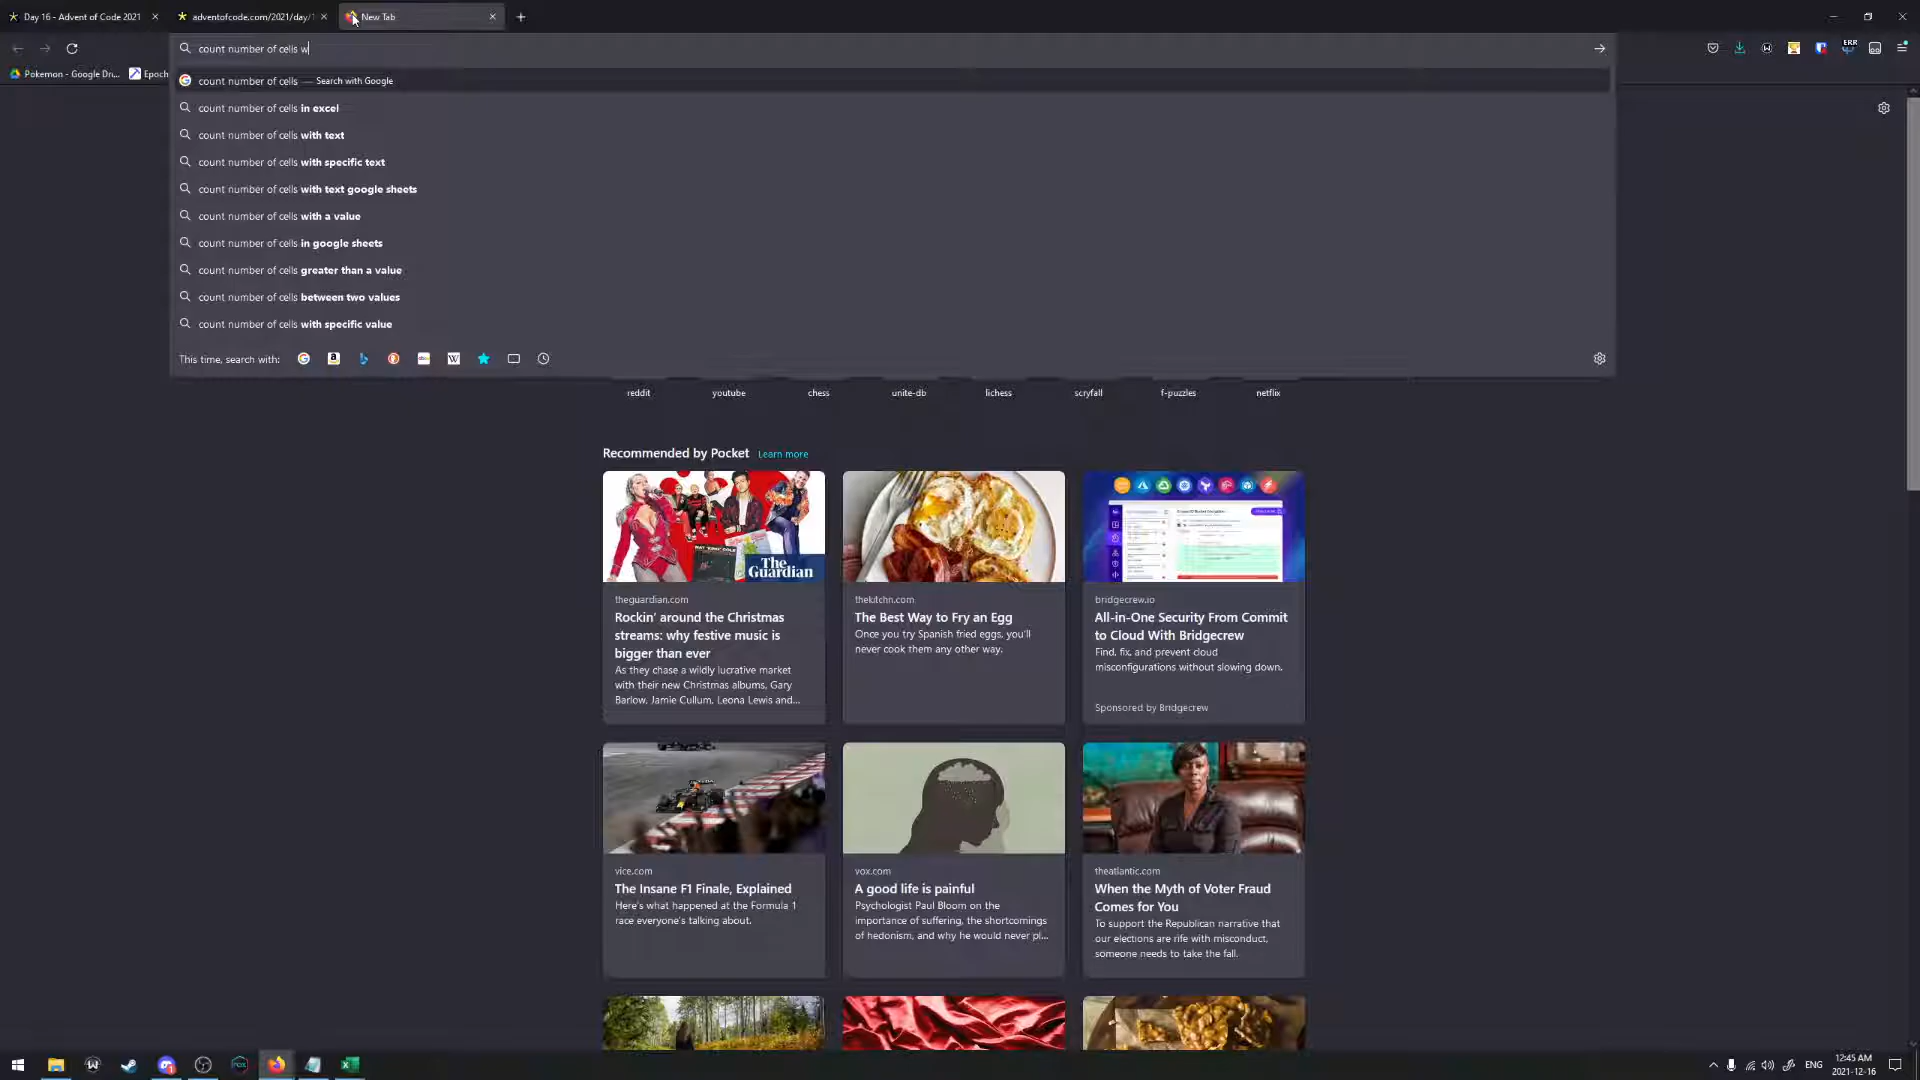 Day 16 - Advent of Code 2021
adventofcode.com/2021/day/1
New Tab
count number of cells w
ERR
Pokemon - Google Dri...
Epoch
count number of cells — Search with Google
count number of cells in excel
count number of cells with text
count number of cells with specific text
count number of cells with text google sheets
count number of cells with a value
count number of cells in google sheets
count number of cells greater than a value
count number of cells between two values
count number of cells with specific value
This time, search with:
reddit
youtube
chess
unite-db
lichess
scryfall
f-puzzles
netflix
Recommended by Pocket
Learn more
The Guardian
theguardian.com
Rockin’ around the Christmas
streams: why festive music is
bigger than ever
As they chase a wildly lucrative market
with their new Christmas albums, Gary
Barlow, Jamie Cullum, Leona Lewis and...
thekitchn.com
The Best Way to Fry an Egg
Once you try Spanish fried eggs, you’ll
never cook them any other way.
bridgecrew.io
All-in-One Security From Commit
to Cloud With Bridgecrew
Find, fix, and prevent cloud
misconfigurations without slowing down.
Sponsored by Bridgecrew
vice.com
The Insane F1 Finale, Explained
Here’s what happened at the Formula 1
race everyone’s talking about.
vox.com
A good life is painful
Psychologist Paul Bloom on the
importance of suffering, the shortcomings
of hedonism, and why he would never pl...
theatlantic.com
When the Myth of Voter Fraud
Comes for You
To support the Republican narrative that
our elections are rife with misconduct,
someone needs to take the fall.
ENG
12:45 AM
2021-12-16